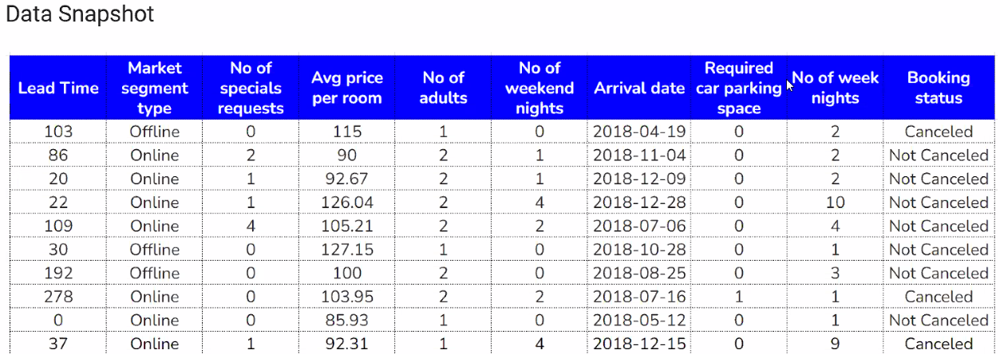 Data Snapshot
Lead Time Market segment type No of specials requests Avg price per room No of adults No of weekend nights Arrival date Required car parking space No of week nights Booking status
103 Offline 0 115 1 0 2018-04-19 0 2 Canceled
86 Online 2 90 2 1 2018-11-04 0 2 Not Canceled
20 Online 1 92.67 2 1 2018-12-09 0 2 Not Canceled
22 Online 1 126.04 2 4 2018-12-28 0 10 Not Canceled
109 Online 4 105.21 2 2 2018-07-06 0 4 Not Canceled
30 Offline 0 127.15 1 0 2018-10-28 0 1 Not Canceled
192 Offline 0 100 2 0 2018-08-25 0 3 Not Canceled
278 Online 0 103.95 2 2 2018-07-16 1 1 Canceled
0 Online 0 85.93 1 0 2018-05-12 0 1 Not Canceled
37 Online 1 92.31 1 4 2018-12-15 0 9 Canceled